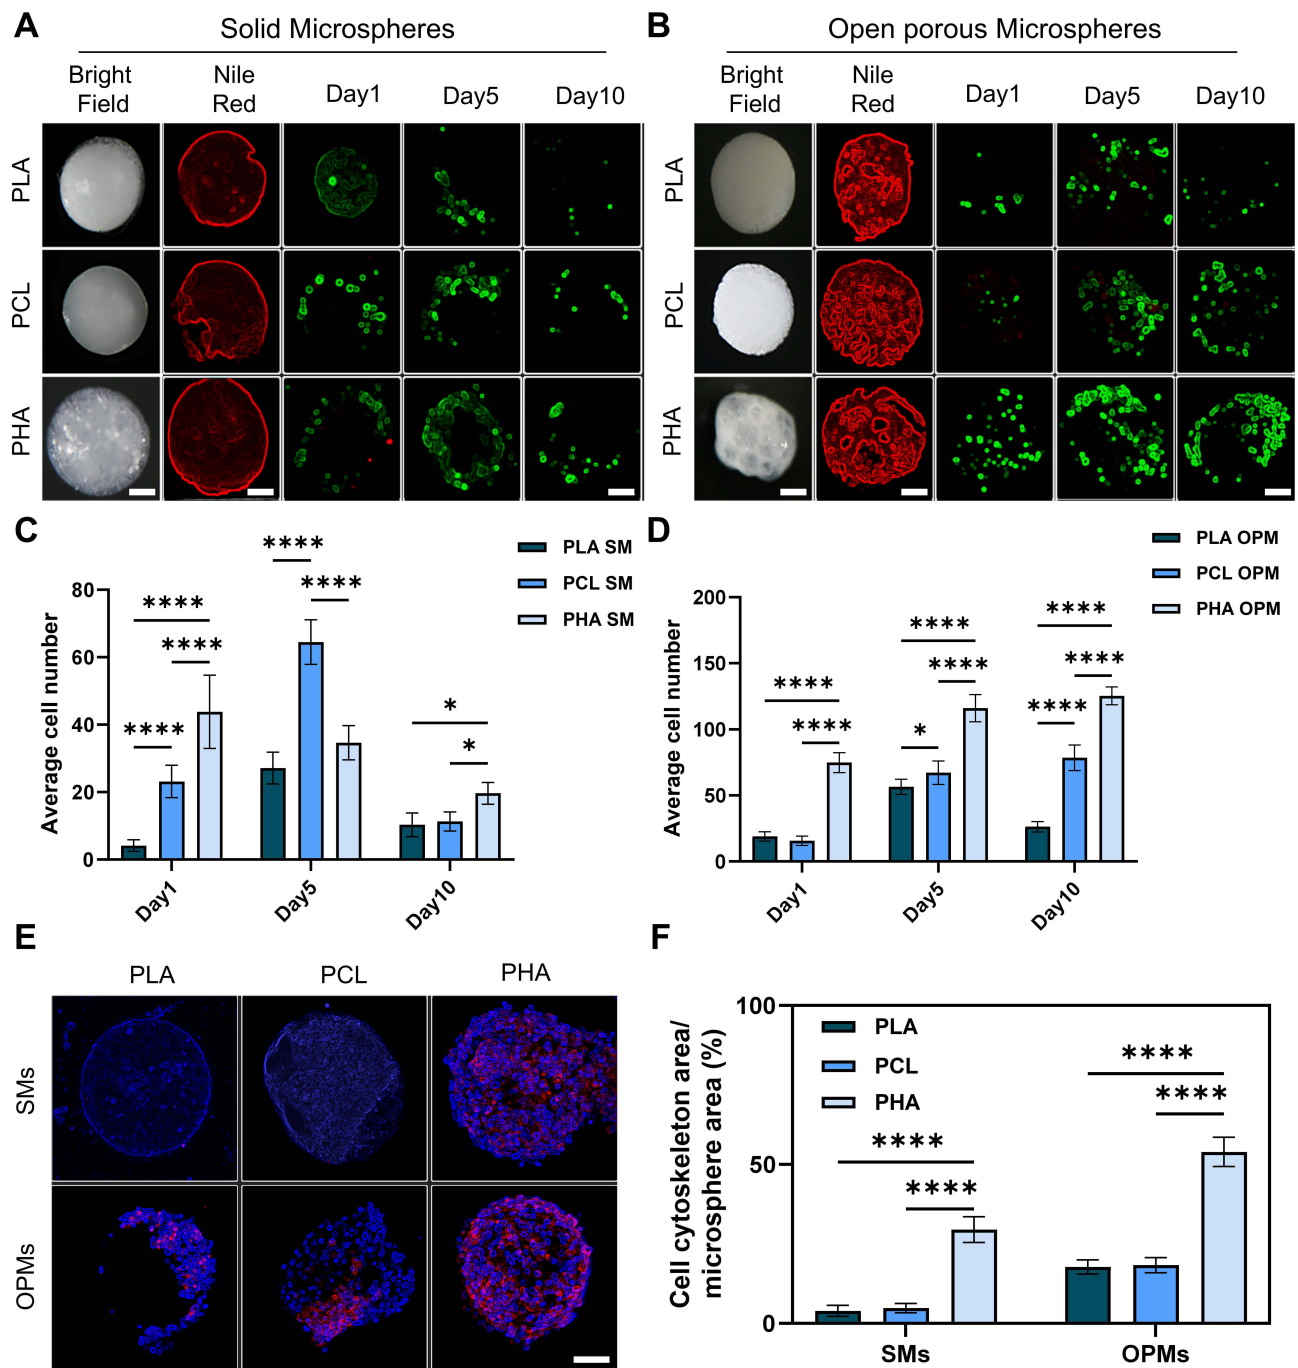 A
Solid Microspheres
Bright
Field
Nile
Red
Day1
Day5
Day10
PLA
PCL
PHA
B
Open porous Microspheres
Bright
Field
Nile
Red
Day1
Day5
Day10
PLA
PCL
PHA
C
PLA SM
PCL SM
PHA SM
Average cell number
80
60
40
20
0
****
****
****
****
****
*
*
Day1
Day5
Day10
D
PLA OPM
PCL OPM
PHA OPM
Average cell number
200
150
100
50
0
****
****
****
****
*
****
****
****
Day1
Day5
Day10
E
PLA
PCL
PHA
SMs
OPMs
F
Cell cytoskeleton area/
microsphere area (%)
100
50
0
PLA
PCL
PHA
****
****
****
****
SMs
OPMs